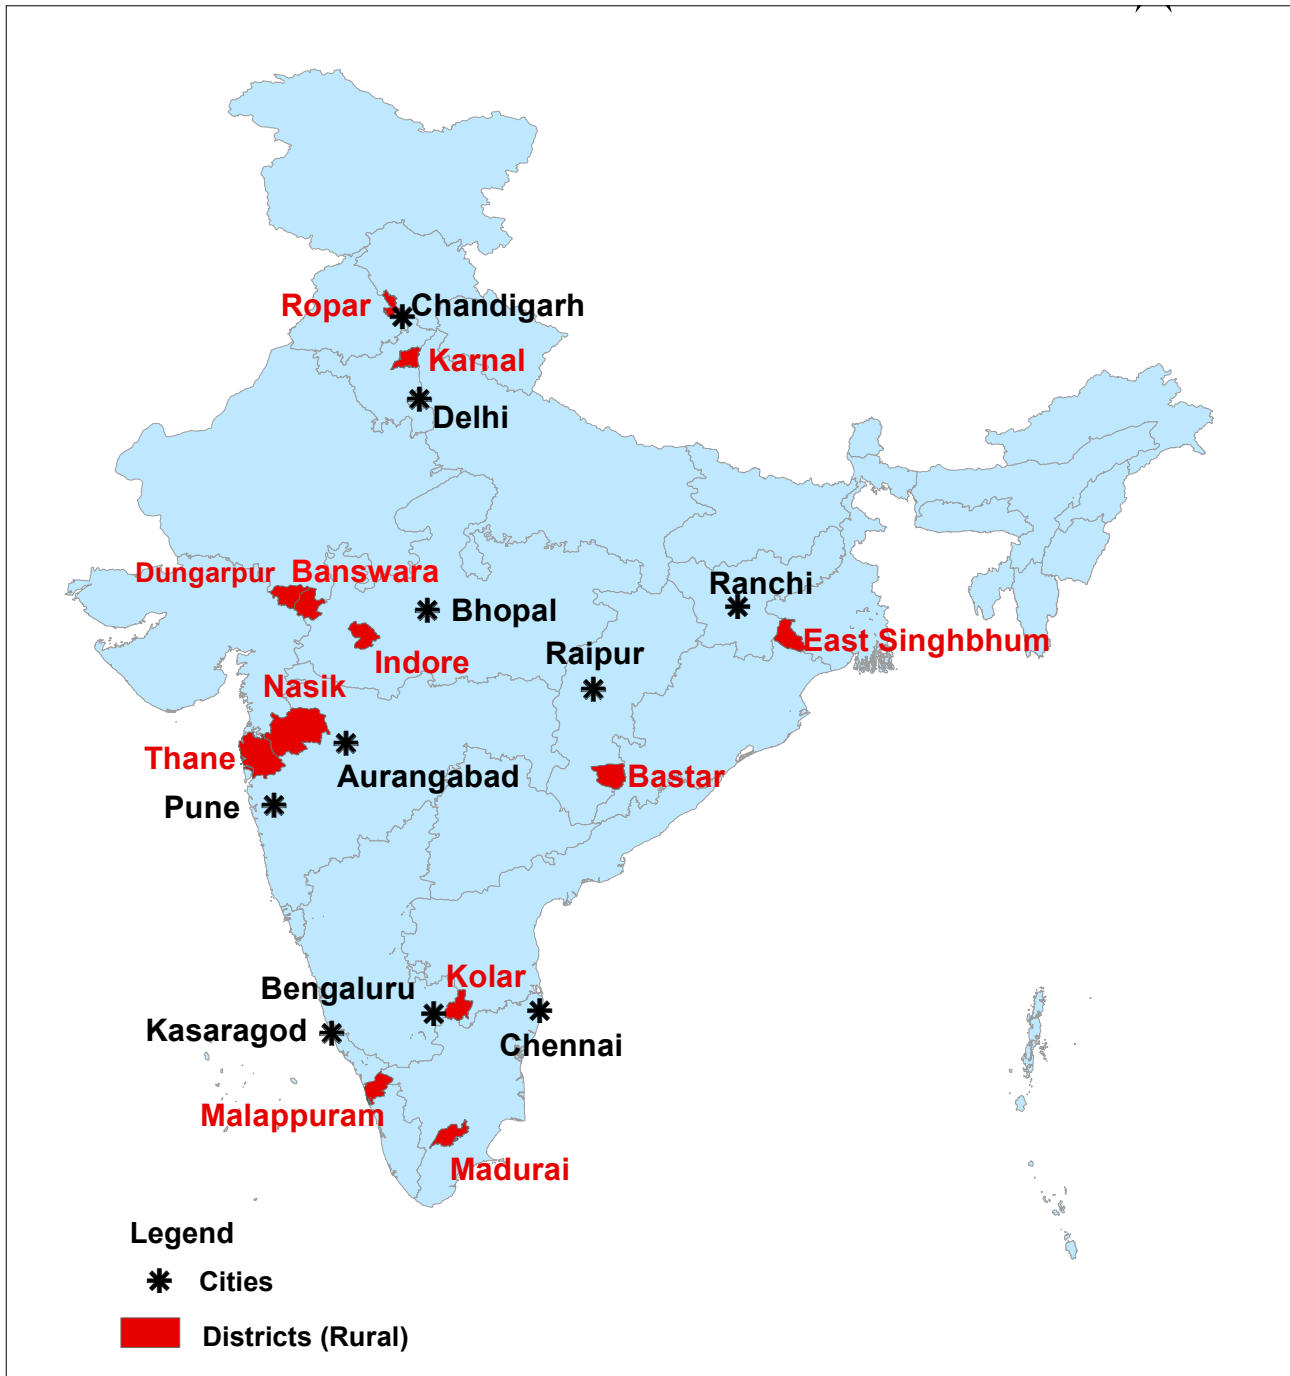 Ropar
Chandigarh
Karnal
Delhi
Dungarpur
Banswara
Ranchi
Bhopal
East Singhbhum
Raipur
Indore
Nasik
Thane
Aurangabad
Bastar
Pune
Kolar
Bengaluru
Kasaragod
Chennai
Malappuram
Madurai
Legend
Cities
Districts (Rural)